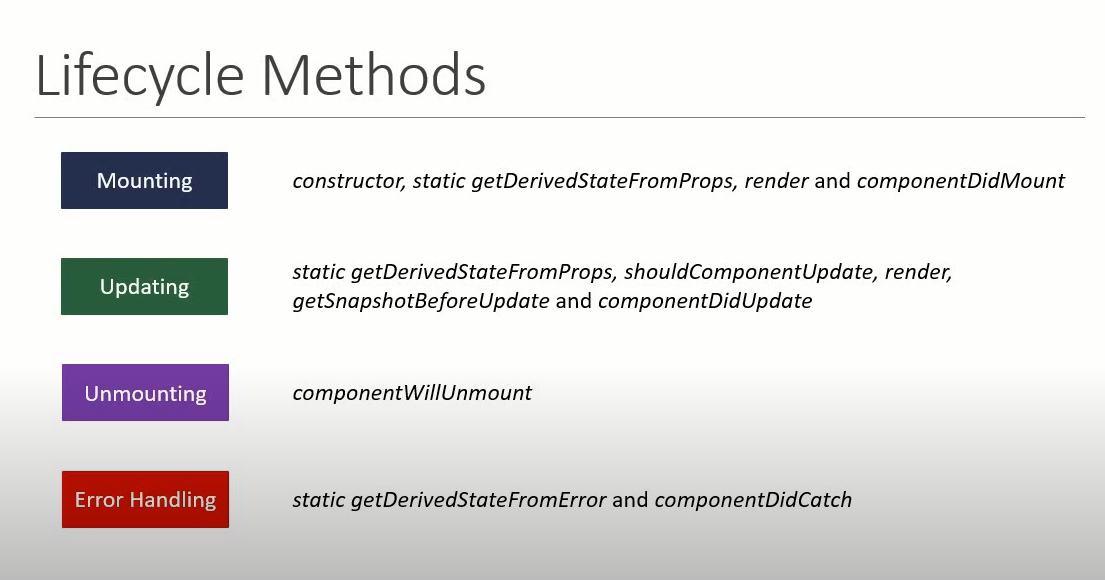 Lifecycle Methods
Mounting
constructor, static getDerivedStateFromProps, render and componentDidMount
Updating
static getDerivedStateFromProps, shouldComponentUpdate, render,
getSnapshotBeforeUpdate and componentDidUpdate
Unmounting
componentWillUnmount
Error Handling
static getDerivedStateFromError and componentDidCatch